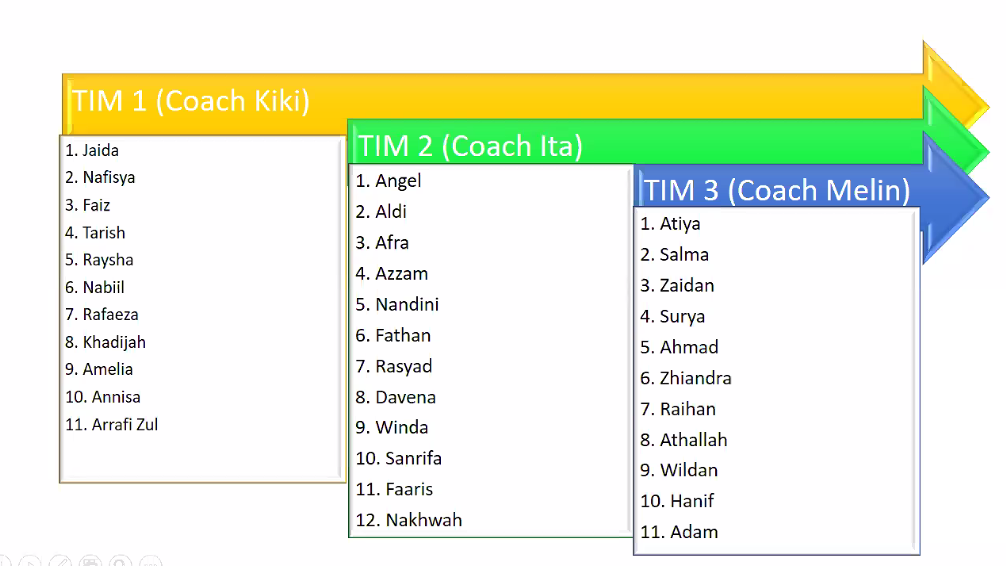 TIM 1 (Coach Kiki)
1. Jaida
2. Nafisya
3. Faiz
4. Tarish
5. Raysha
6. Nabiil
7. Rafaeza
8. Khadijah
9. Amelia
10. Annisa
11. Arrafi Zul
TIM 2 (Coach Ita)
1. Angel
2. Aldi
3. Afra
4. Azzam
5. Nandini
6. Fathan
7. Rasyad
8. Davena
9. Winda
10. Sanrifa
11. Faaris
12. Nakhwah
TIM 3 (Coach Melin)
1. Atiya
2. Salma
3. Zaidan
4. Surya
5. Ahmad
6. Zhiandra
7. Raihan
8. Athallah
9. Wildan
10. Hanif
11. Adam